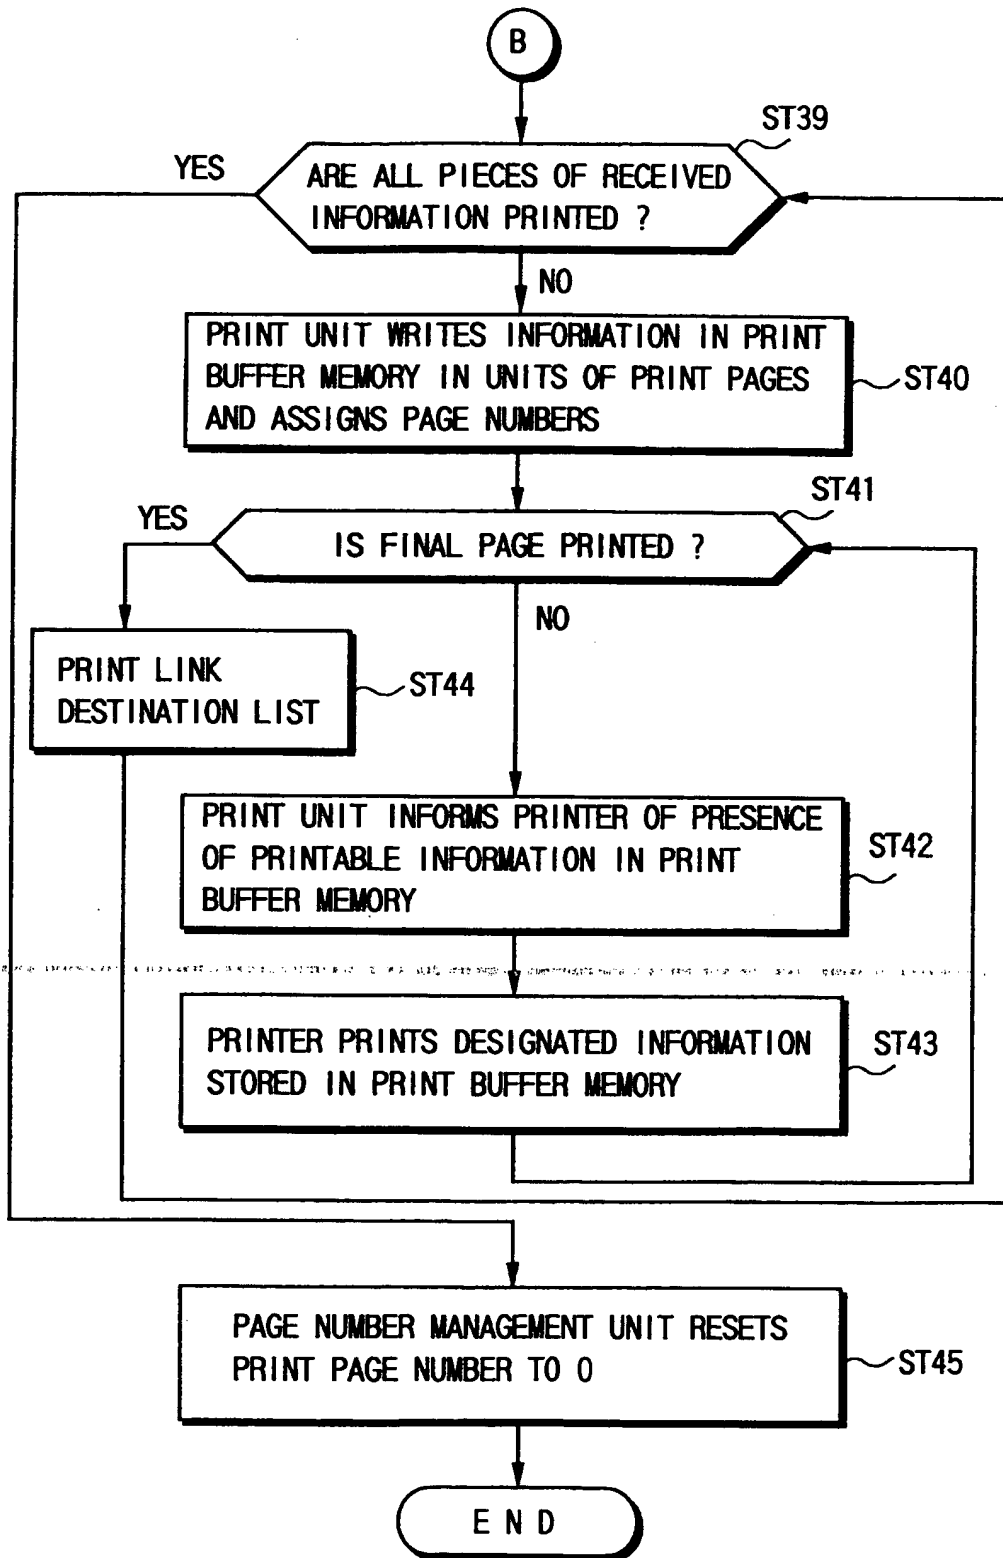 B
ST39
YES
ARE ALL PIECES OF RECEIVED
INFORMATION PRINTED ?
NO
PRINT UNIT WRITES INFORMATION IN PRINT
BUFFER MEMORY IN UNITS OF PRINT PAGES
AND ASSIGNS PAGE NUMBERS
ST40
ST41
YES
IS FINAL PAGE PRINTED ?
NO
PRINT LINK
DESTINATION LIST
ST44
PRINT UNIT INFORMS PRINTER OF PRESENCE
OF PRINTABLE INFORMATION IN PRINT
BUFFER MEMORY
ST42
PRINTER PRINTS DESIGNATED INFORMATION
STORED IN PRINT BUFFER MEMORY
ST43
PAGE NUMBER MANAGEMENT UNIT RESETS
PRINT PAGE NUMBER TO 0
ST45
END